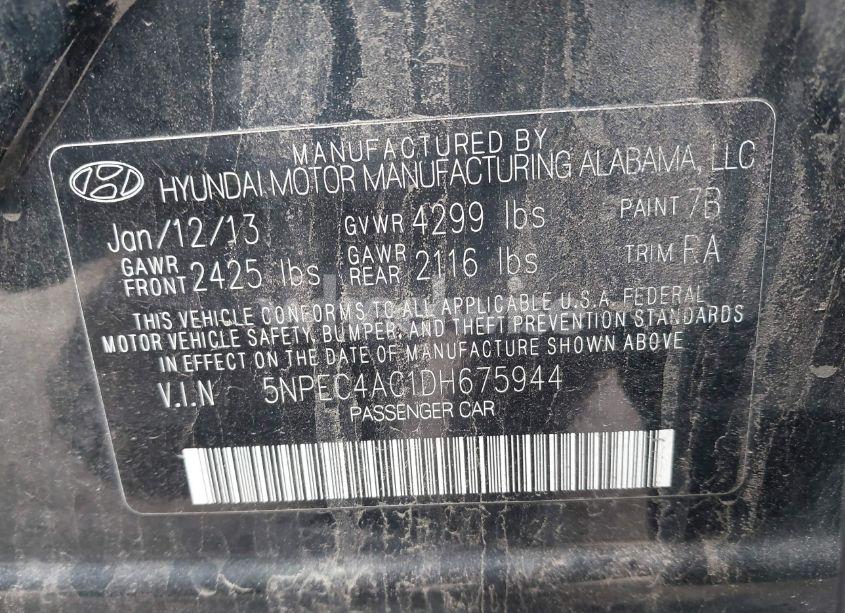 MANUFACTURED BY
HYUNDAI MOTOR MANUFACTURING ALABAMA, LLC
Jan/12/13 GVWR 4299 lbs PAINT 7B
GAWR FRONT 2425 lbs GAWR REAR 2116 lbs TRIM FA
THIS VEHICLE CONFORMS TO ALL APPLICABLE U.S.A. FEDERAL
MOTOR VEHICLE SAFETY, BUMPER, AND THEFT PREVENTION STANDARDS
IN EFFECT ON THE DATE OF MANUFACTURE SHOWN ABOVE.
V.I.N 5NPEC4AC1DH675944
PASSENGER CAR